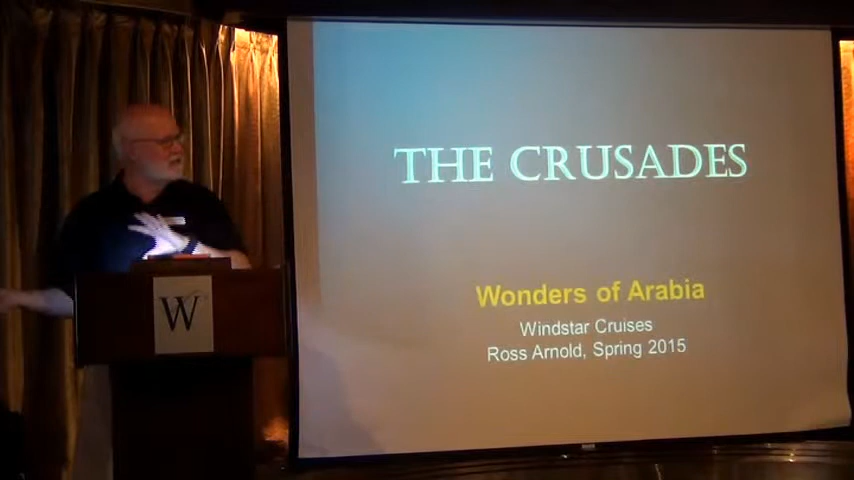 THE CRUSADES
Wonders of Arabia
Windstar Cruises
Ross Arnold, Spring 2015
W